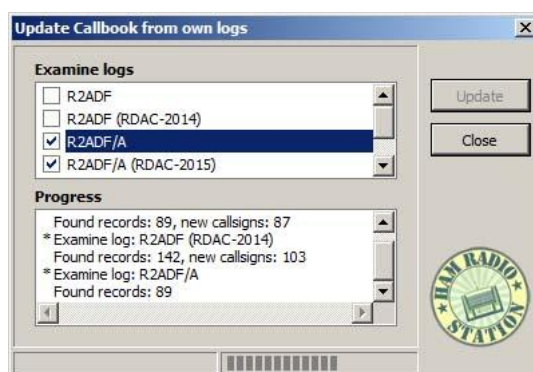 Update Callbook from own logs
Examine logs
R2ADF
R2ADF (RDAC-2014)
R2ADF/A
R2ADF/A (RDAC-2015)
Update
Close
Progress
Found records: 89, new callsigns: 87
* Examine log: R2ADF (RDAC-2014)
Found records: 142, new callsigns: 103
* Examine log: R2ADF/A
Found records: 89
HAM RADIO
STATION